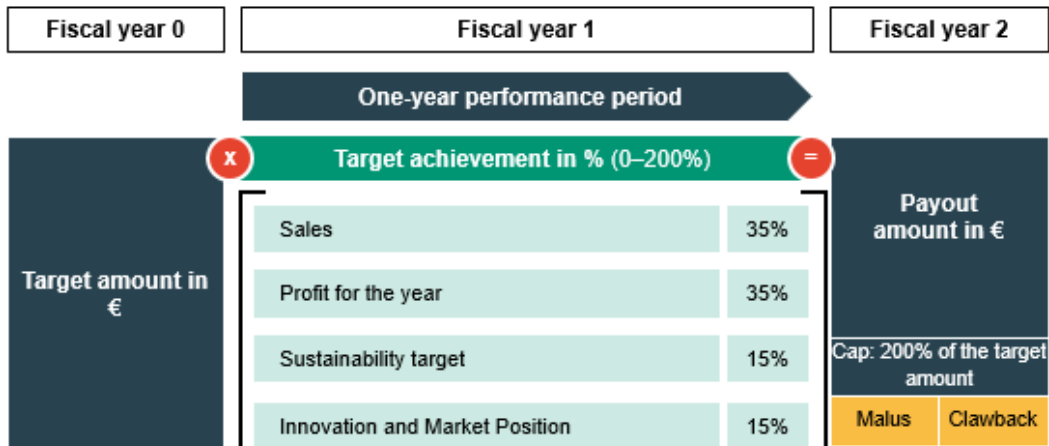 Fiscal year 0
Fiscal year 1
Fiscal year 2
One-year performance period
x
Target achievement in % (0–200%)
=
Target amount in
€
Sales
35%
Profit for the year
35%
Sustainability target
15%
Innovation and Market Position
15%
Payout
amount in €
Cap: 200% of the target
amount
Malus
Clawback